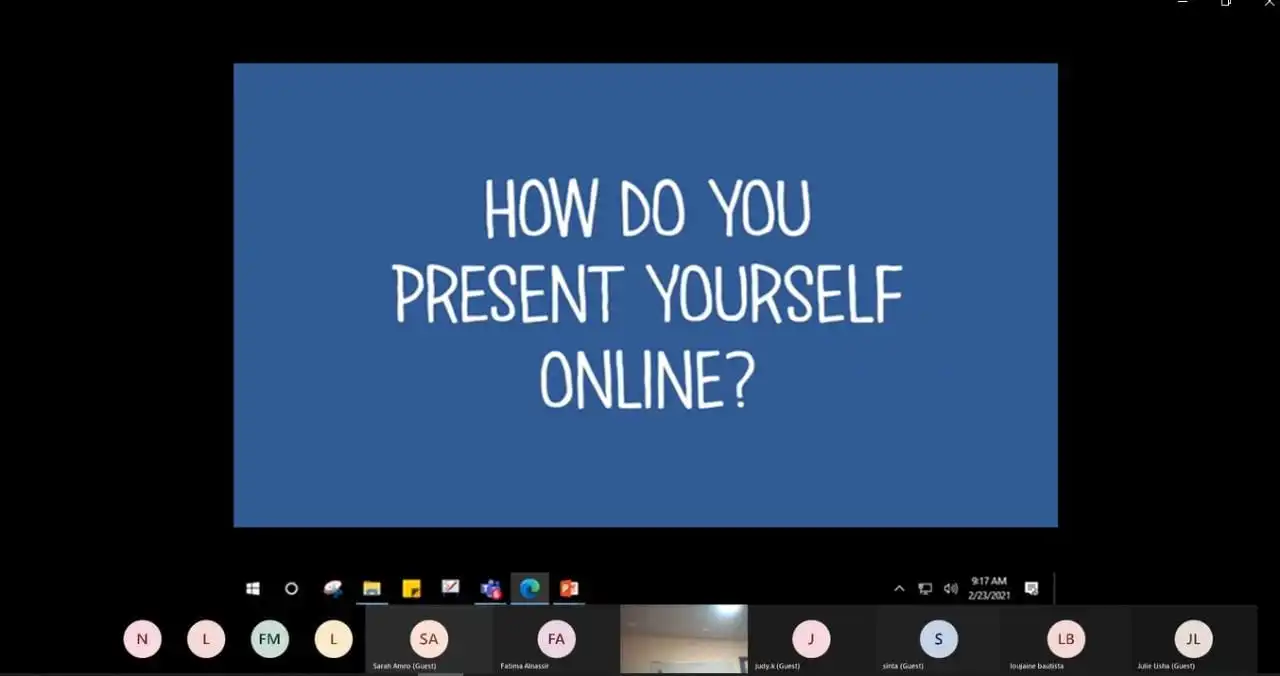 HOW DO YOU
PRESENT YOURSELF
ONLINE?
9:17 AM
2/23/2021
N
L
FM
L
SA
FA
J
S
LB
JL
Sarah Amro (Guest)
Fatima Alnassir
judy.k (Guest)
sinta (Guest)
loujaine bautista
Julie Lisha (Guest)